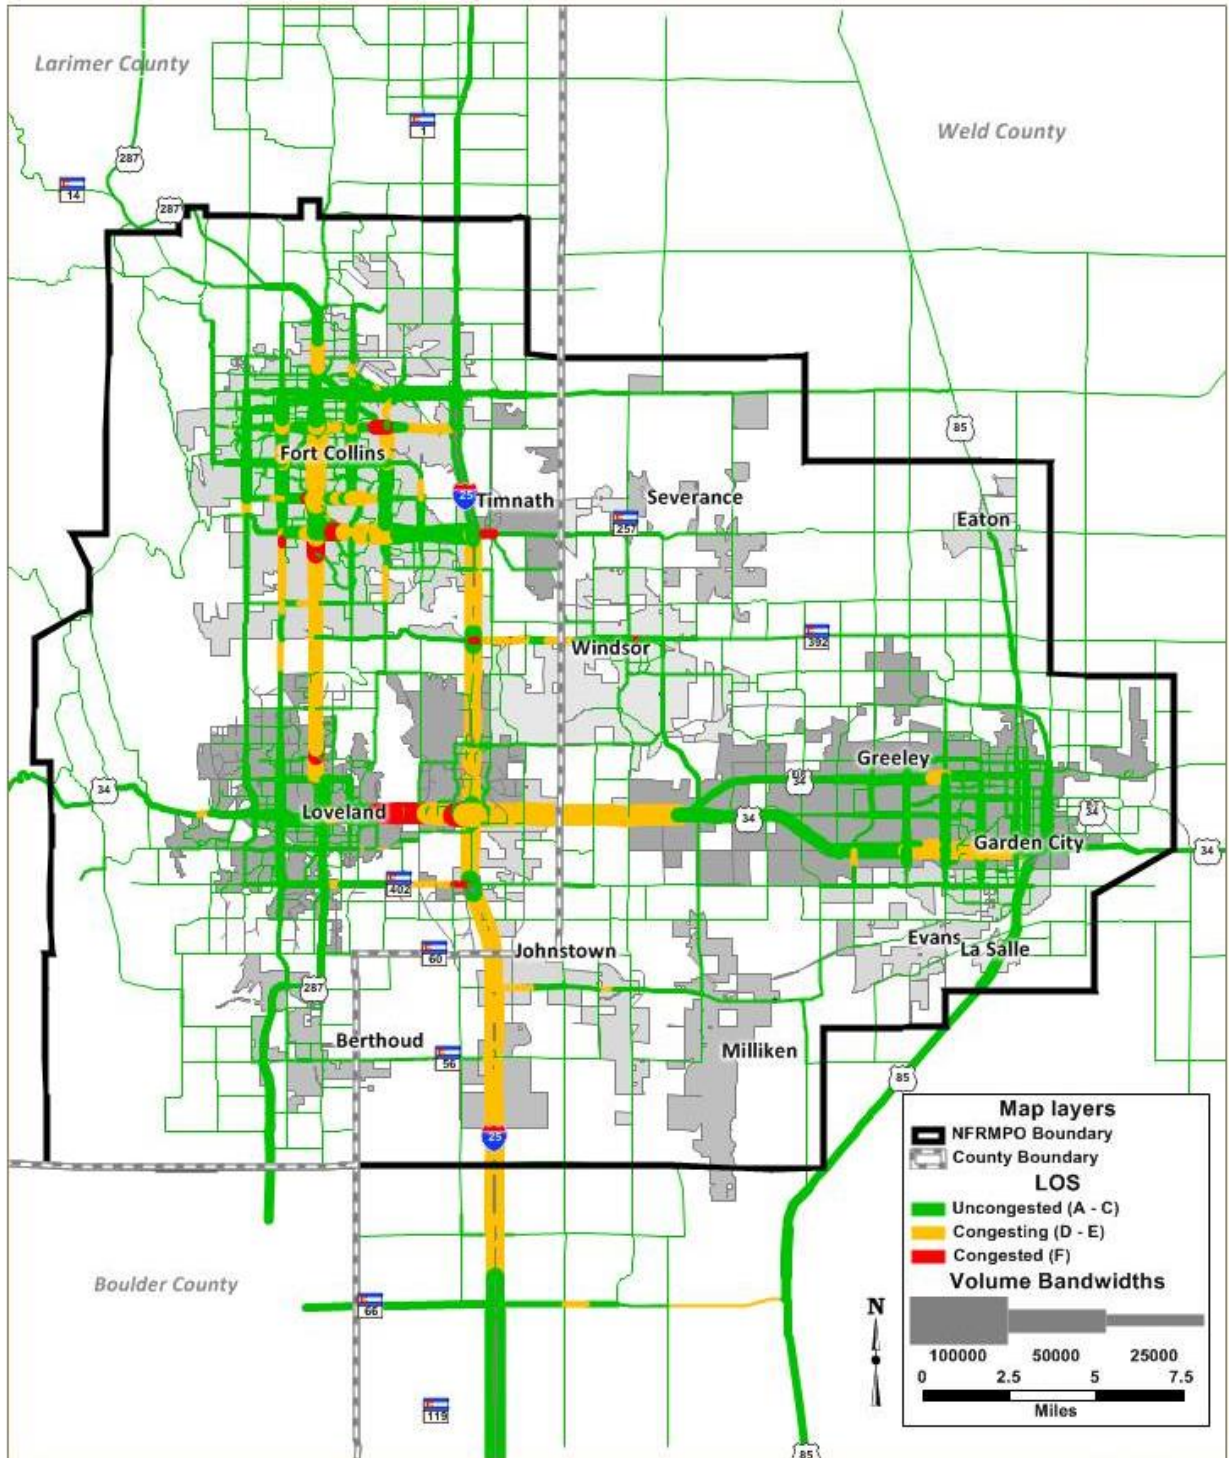 Larimer County
1
Weld County
287
14
287
85
Fort Collins
25
Timnath
Severance
257
Eaton
392
Windsor
Greeley
34
34
34
34
Loveland
34
Garden City
34
402
Evans
La Salle
Johnstown
60
287
Berthoud
56
Milliken
85
25
Map layers
NFRMPO Boundary
County Boundary
LOS
Uncongested (A - C)
Congesting (D - E)
Congested (F)
Volume Bandwidths
100000 50000 25000
0 2.5 5 7.5
Miles
N
Boulder County
66
119
85